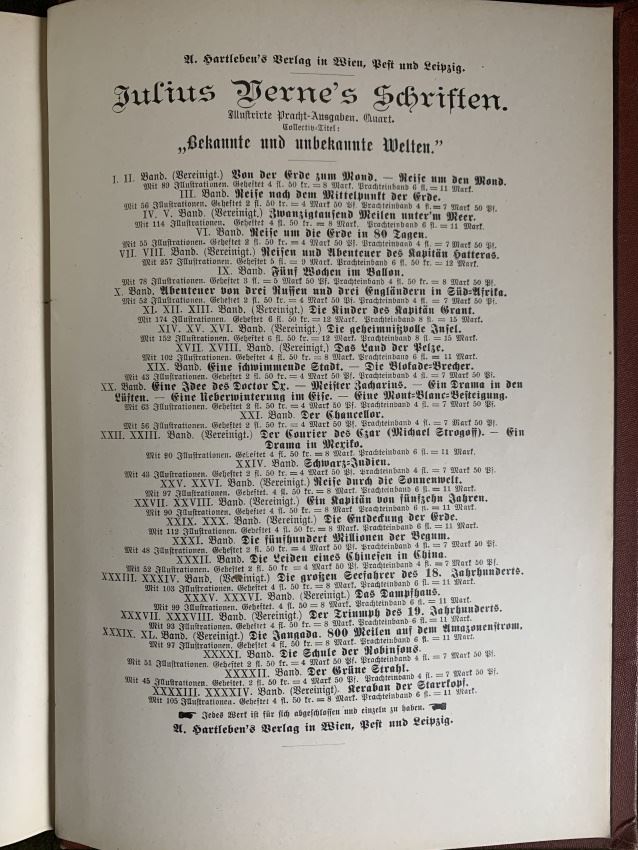 A. Hartleben's Verlag in Wien, Pest und Leipzig.
Julius Verne's Schriften.
Illustrirte Pracht-Ausgaben. Quart.
Collectiv-Titel:
„Bekannte und unbekannte Welten."
I. II. Band. (Vereinigt.) Von der Erde zum Mond. — Reise um den Mond.
Mit 80 Illustrationen. Geheftet 4 fl. 50 kr. = 8 Mark. Prachteinband 6 fl. = 11 Mark.
III. Band. Reise nach dem Mittelpunkt der Erde.
Mit 56 Illustrationen. Geheftet 2 fl. 50 kr. = 4 Mark 50 Pf. Prachteinband 4 fl. = 7 Mark 50 Pf.
IV. V. Band. (Vereinigt.) Zwanzigtausend Meilen unter'm Meer.
Mit 114 Illustrationen. Geheftet 4 fl. 50 kr. = 8 Mark. Prachteinband 6 fl. = 11 Mark.
VI. Band. Reise um die Erde in 80 Tagen.
Mit 55 Illustrationen. Geheftet 2 fl. 50 kr. = 4 Mark 50 Pf. Prachteinband 4 fl. = 7 Mark 50 Pf.
VII. VIII. Band. (Vereinigt.) Reisen und Abenteuer des Kapitän Hatteras.
Mit 257 Illustrationen. Geheftet 5 fl. = 9 Mark. Prachteinband 6 fl. 50 kr. = 12 Mark.
IX. Band. Fünf Wochen im Ballon.
Mit 78 Illustrationen. Geheftet 3 fl. = 5 Mark 50 Pf. Prachteinband 4 fl. 50 kr. = 8 Mark 50 Pf.
X. Band. Abenteuer von drei Russen und drei Engländern in Süd-Afrika.
Mit 52 Illustrationen. Geheftet 2 fl. 50 kr. = 4 Mark 50 Pf. Prachteinband 4 fl. = 7 Mark 50 Pf.
XI. XII. XIII. Band. (Vereinigt.) Die Kinder des Kapitän Grant.
Mit 174 Illustrationen. Geheftet 6 fl. 50 kr. = 12 Mark. Prachteinband 8 fl. = 15 Mark.
XIV. XV. XVI. Band. (Vereinigt.) Die geheimnißvolle Insel.
Mit 152 Illustrationen. Geheftet 6 fl. 50 kr. = 12 Mark. Prachteinband 8 fl. = 15 Mark.
XVII. XVIII. Band. (Vereinigt.) Das Land der Pelze.
Mit 102 Illustrationen. Geheftet 4 fl. 50 kr. = 8 Mark. Prachteinband 6 fl. = 11 Mark.
XIX. Band. Eine schwimmende Stadt. — Die Blokade-Brecher.
Mit 43 Illustrationen. Geheftet 2 fl. 50 kr. = 4 Mark 50 Pf. Prachteinband 4 fl. = 7 Mark 50 Pf.
XX. Band. Eine Idee des Doctor Ox. — Meister Zacharius. — Ein Drama in den
Lüften. — Eine Ueberwinterung im Eise. — Eine Mont-Blanc-Besteigung.
Mit 63 Illustrationen. Geheftet 2 fl. 50 kr. = 4 Mark 50 Pf. Prachteinband 4 fl. = 7 Mark 50 Pf.
XXI. Band. Der Chancellor.
Mit 56 Illustrationen. Geheftet 2 fl. 50 kr. = 4 Mark 50 Pf. Prachteinband 4 fl. = 7 Mark 50 Pf.
XXII. XXIII. Band. (Vereinigt.) Der Courier des Czar (Michael Strogoff). — Ein
Drama in Mexiko.
Mit 90 Illustrationen. Geheftet 4 fl. 50 kr. = 8 Mark. Prachteinband 6 fl. = 11 Mark.
XXIV. Band. Schwarz-Indien.
Mit 43 Illustrationen. Geheftet 2 fl. 50 kr. = 4 Mark 50 Pf. Prachteinband 4 fl. = 7 Mark 50 Pf.
XXV. XXVI. Band. (Vereinigt.) Reise durch die Sonnenwelt.
Mit 97 Illustrationen. Geheftet 4 fl. 50 kr. = 8 Mark. Prachteinband 6 fl. = 11 Mark.
XXVII. XXVIII. Band. (Vereinigt.) Ein Kapitän von fünfzehn Jahren.
Mit 90 Illustrationen. Geheftet 4 fl. 50 kr. = 8 Mark. Prachteinband 6 fl. = 11 Mark.
XXIX. XXX. Band. (Vereinigt.) Die Entdeckung der Erde.
Mit 112 Illustrationen. Geheftet 4 fl. 50 kr. = 8 Mark. Prachteinband 6 fl. = 11 Mark.
XXXI. Band. Die fünfhundert Millionen der Begum.
Mit 48 Illustrationen. Geheftet 2 fl. 50 kr. = 4 Mark 50 Pf. Prachteinband 4 fl. = 7 Mark 50 Pf.
XXXII. Band. Die Leiden eines Chinesen in China.
Mit 52 Illustrationen. Geheftet 2 fl. 50 kr. = 4 Mark 50 Pf. Prachteinband 4 fl. = 7 Mark 50 Pf.
XXXIII. XXXIV. Band. (Vereinigt.) Die großen Seefahrer des 18. Jahrhunderts.
Mit 103 Illustrationen. Geheftet 4 fl. 50 kr. = 8 Mark. Prachteinband 6 fl. = 11 Mark.
XXXV. XXXVI. Band. (Vereinigt.) Das Dampfhaus.
Mit 99 Illustrationen. Geheftet. 4 fl. 50 kr. = 8 Mark. Prachteinband 6 fl. = 11 Mark.
XXXVII. XXXVIII. Band. (Vereinigt.) Der Triumph des 19. Jahrhunderts.
Mit 93 Illustrationen. Geheftet 4 fl. 50 kr. = 8 Mark. Prachteinband 6 fl. = 11 Mark.
XXXIX. XL. Band. (Vereinigt.) Die Jangada. 800 Meilen auf dem Amazonenstrom.
Mit 97 Illustrationen. Geheftet 4 fl. 50 kr. = 8 Mark. Prachteinband 6 fl. = 11 Mark.
XXXXI. Band. Die Schule der Robinsons.
Mit 51 Illustrationen. Geheftet 2 fl. 50 kr. = 4 Mark 50 Pf. Prachteinband 4 fl. = 7 Mark 50 Pf.
XXXXII. Band. Der Grüne Strahl.
Mit 45 Illustrationen. Geheftet. 2 fl. 50 kr. = 4 Mark 50 Pf. Prachteinband 4 fl. = 7 Mark 50 Pf.
XXXXIII. XXXXIV. Band. (Vereinigt). Keraban der Starrkopf.
Mit 105 Illustrationen. Geheftet 4 fl. 50 kr. = 8 Mark. Prachteinband 6 fl. = 11 Mark.
Jedes Werk ist für sich abgeschlossen und einzeln zu haben.
A. Hartleben's Verlag in Wien, Pest und Leipzig.